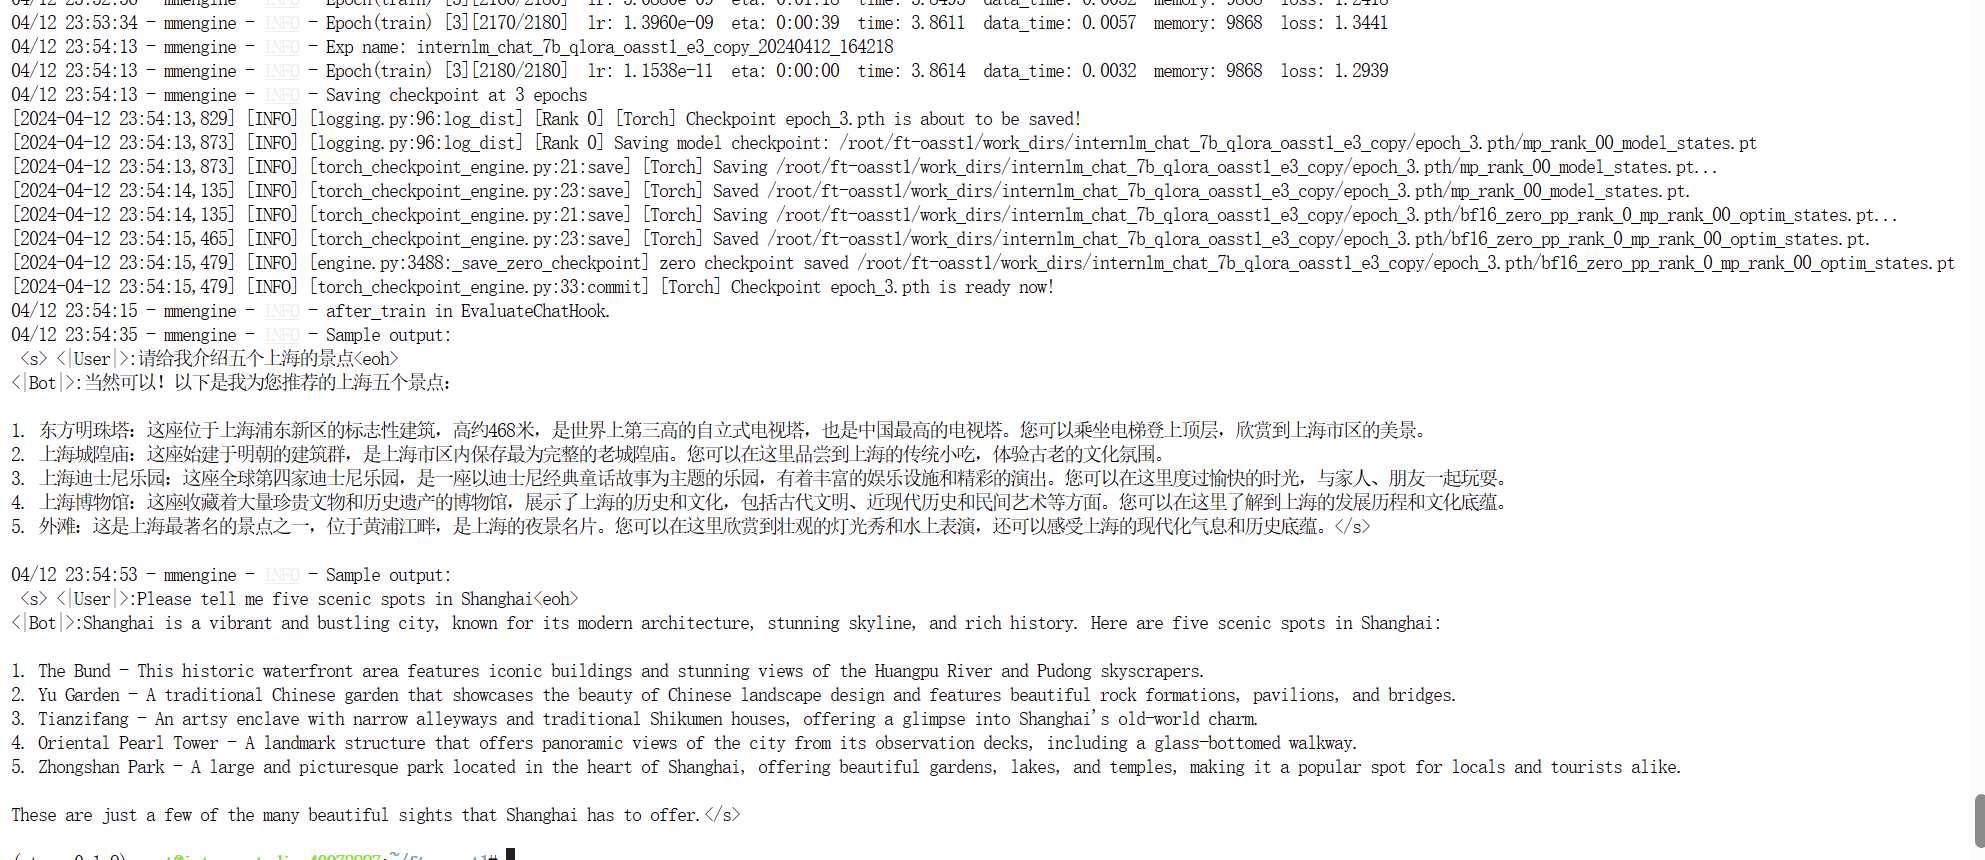 04/12 23:53:34 - mmengine - INFO - Epoch(train) [3][2170/2180]  lr: 1.3960e-09  eta: 0:00:39  time: 3.8611  data_time: 0.0057  memory: 9868  loss: 1.3441
04/12 23:54:13 - mmengine - INFO - Exp name: internlm_chat_7b_qlora_oasst1_e3_copy_20240412_164218
04/12 23:54:13 - mmengine - INFO - Epoch(train) [3][2180/2180]  lr: 1.1538e-11  eta: 0:00:00  time: 3.8614  data_time: 0.0032  memory: 9868  loss: 1.2939
04/12 23:54:13 - mmengine - INFO - Saving checkpoint at 3 epochs
[2024-04-12 23:54:13,829] [INFO] [logging.py:96:log_dist] [Rank 0] [Torch] Checkpoint epoch_3.pth is about to be saved!
[2024-04-12 23:54:13,873] [INFO] [logging.py:96:log_dist] [Rank 0] Saving model checkpoint: /root/ft-oasst1/work_dirs/internlm_chat_7b_qlora_oasst1_e3_copy/epoch_3.pth/mp_rank_00_model_states.pt
[2024-04-12 23:54:13,873] [INFO] [torch_checkpoint_engine.py:21:save] [Torch] Saving /root/ft-oasst1/work_dirs/internlm_chat_7b_qlora_oasst1_e3_copy/epoch_3.pth/mp_rank_00_model_states.pt...
[2024-04-12 23:54:14,135] [INFO] [torch_checkpoint_engine.py:23:save] [Torch] Saved /root/ft-oasst1/work_dirs/internlm_chat_7b_qlora_oasst1_e3_copy/epoch_3.pth/mp_rank_00_model_states.pt.
[2024-04-12 23:54:14,135] [INFO] [torch_checkpoint_engine.py:21:save] [Torch] Saving /root/ft-oasst1/work_dirs/internlm_chat_7b_qlora_oasst1_e3_copy/epoch_3.pth/bf16_zero_pp_rank_0_mp_rank_00_optim_states.pt...
[2024-04-12 23:54:15,465] [INFO] [torch_checkpoint_engine.py:23:save] [Torch] Saved /root/ft-oasst1/work_dirs/internlm_chat_7b_qlora_oasst1_e3_copy/epoch_3.pth/bf16_zero_pp_rank_0_mp_rank_00_optim_states.pt.
[2024-04-12 23:54:15,479] [INFO] [engine.py:3488:_save_zero_checkpoint] zero checkpoint saved /root/ft-oasst1/work_dirs/internlm_chat_7b_qlora_oasst1_e3_copy/epoch_3.pth/bf16_zero_pp_rank_0_mp_rank_00_optim_states.pt
[2024-04-12 23:54:15,479] [INFO] [torch_checkpoint_engine.py:33:commit] [Torch] Checkpoint epoch_3.pth is ready now!
04/12 23:54:15 - mmengine - INFO - after_train in EvaluateChatHook.
04/12 23:54:35 - mmengine - INFO - Sample output:
<s> <|User|>:请给我介绍五个上海的景点<eoh>
<|Bot|>:当然可以！以下是我为您推荐的上海五个景点：
1. 东方明珠塔：这座位于上海浦东新区的标志性建筑，高约468米，是世界上第三高的自立式电视塔，也是中国最高的电视塔。您可以乘坐电梯登上顶层，欣赏到上海市区的美景。
2. 上海城隍庙：这座始建于明朝的建筑群，是上海市区内保存最为完整的老城隍庙。您可以在这里品尝到上海的传统小吃，体验古老的文化氛围。
3. 上海迪士尼乐园：这座全球第四家迪士尼乐园，是一座以迪士尼经典童话故事为主题的乐园，有着丰富的娱乐设施和精彩的演出。您可以在这里度过愉快的时光，与家人、朋友一起玩耍。
4. 上海博物馆：这座收藏着大量珍贵文物和历史遗产的博物馆，展示了上海的历史和文化，包括古代文明、近现代历史和民间艺术等方面。您可以在这里了解到上海的发展历程和文化底蕴。
5. 外滩：这是上海最著名的景点之一，位于黄浦江畔，是上海的夜景名片。您可以在这里欣赏到壮观的灯光秀和水上表演，还可以感受上海的现代化气息和历史底蕴。</s>
04/12 23:54:53 - mmengine - INFO - Sample output:
<s> <|User|>:Please tell me five scenic spots in Shanghai<eoh>
<|Bot|>:Shanghai is a vibrant and bustling city, known for its modern architecture, stunning skyline, and rich history. Here are five scenic spots in Shanghai:
1. The Bund - This historic waterfront area features iconic buildings and stunning views of the Huangpu River and Pudong skyscrapers.
2. Yu Garden - A traditional Chinese garden that showcases the beauty of Chinese landscape design and features beautiful rock formations, pavilions, and bridges.
3. Tianzifang - An artsy enclave with narrow alleyways and traditional Shikumen houses, offering a glimpse into Shanghai's old-world charm.
4. Oriental Pearl Tower - A landmark structure that offers panoramic views of the city from its observation decks, including a glass-bottomed walkway.
5. Zhongshan Park - A large and picturesque park located in the heart of Shanghai, offering beautiful gardens, lakes, and temples, making it a popular spot for locals and tourists alike.
These are just a few of the many beautiful sights that Shanghai has to offer.</s>